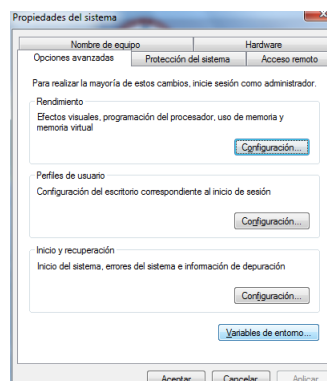 Propiedades del sistema
Nombre de equipo Hardware
Opciones avanzadas Protección del sistema Acceso remoto
Para realizar la mayoría de estos cambios, inicie sesión como administrador.
Rendimiento
Efectos visuales, programación del procesador, uso de memoria y
memoria virtual
Configuración...
Perfiles de usuario
Configuración del escritorio correspondiente al inicio de
sesión
Configuración...
Inicio y recuperación
Inicio del sistema, errores del sistema e información de depuración
Configuración...
Variables de entorno...
Aceptar Cancelar Aplicar